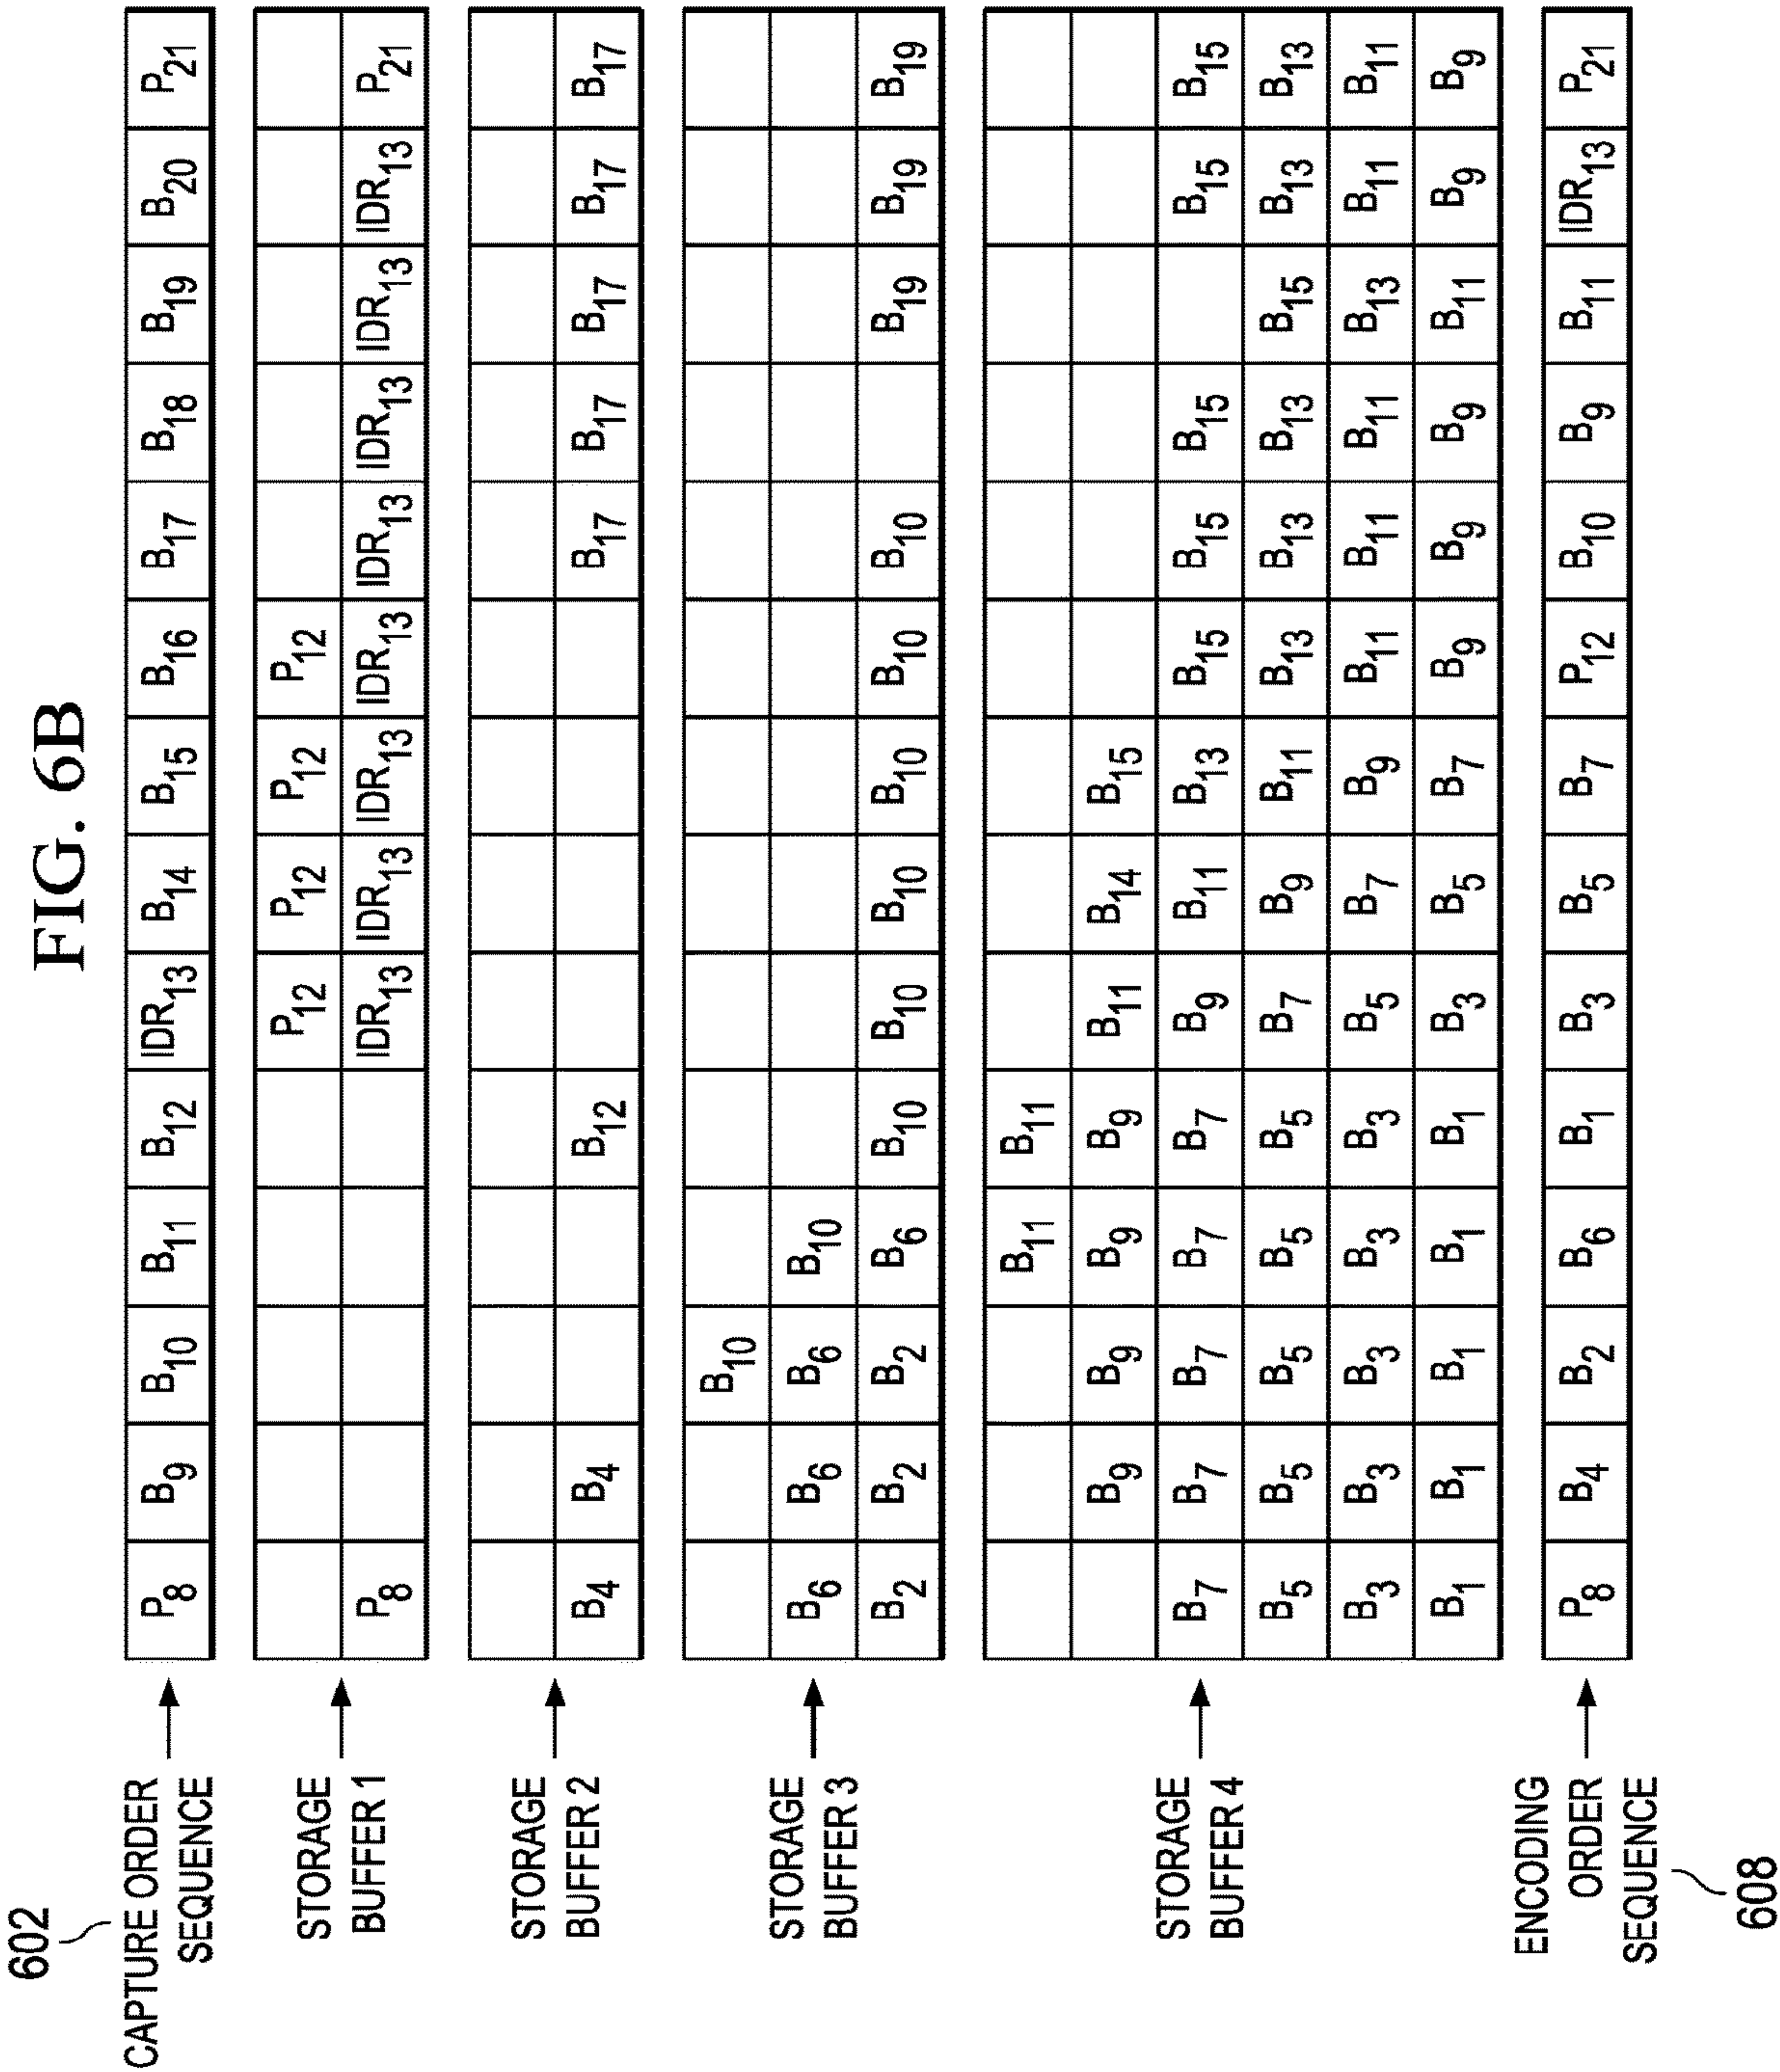 FIG. 6B
602
CAPTURE ORDER
SEQUENCE
P8 B9 B10 B11 B12 IDR13 B14 B15 B16 B17 B18 B19 B20 P21
STORAGE
BUFFER 1
P12 P12 P12 P12
P8 IDR13 IDR13 IDR13 IDR13 IDR13 IDR13 IDR13 IDR13 P21
STORAGE
BUFFER 2
B4 B4 B12 B17 B17 B17 B17 B17
STORAGE
BUFFER 3
B10
B6 B6 B6 B10
B2 B2 B2 B6 B10 B10 B10 B10 B10 B10 B19 B19 B19
STORAGE
BUFFER 4
B11 B11
B9 B9 B9 B9 B11 B14 B15
B7 B7 B7 B7 B7 B9 B11 B13 B15 B15 B15 B15 B15
B5 B5 B5 B5 B5 B7 B9 B11 B13 B13 B13 B15 B13 B13
B3 B3 B3 B3 B3 B5 B7 B9 B11 B11 B11 B13 B11 B11
B1 B1 B1 B1 B1 B3 B5 B7 B9 B9 B9 B11 B9 B9
ENCODING
ORDER
SEQUENCE
P8 B4 B2 B6 B1 B3 B5 B7 P12 B10 B9 B11 IDR13 P21
608